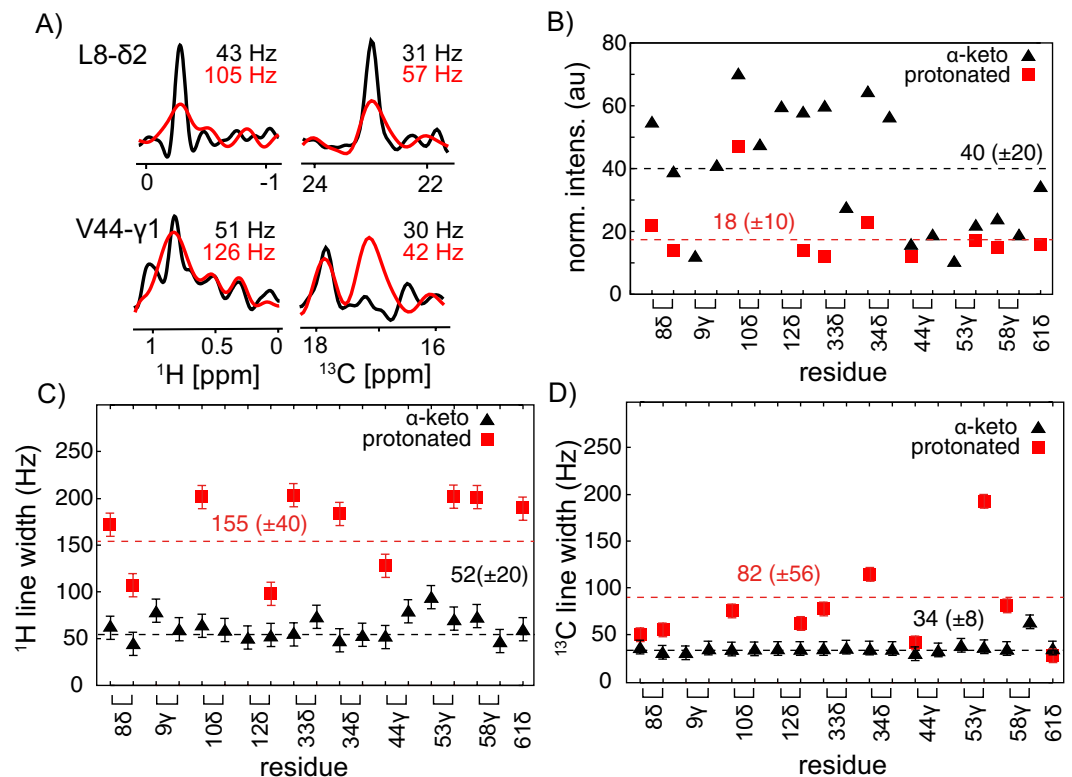 A)
L8-δ2
43 Hz
105 Hz
31 Hz
57 Hz
0 -1
24 22
V44-γ1
51 Hz
126 Hz
30 Hz
42 Hz
1 0.5 0
18 16
¹H [ppm]
¹³C [ppm]
B)
norm. intens. (au)
80
60
40
20
0
α-keto
protonated
40 (±20)
18 (±10)
8δ 9γ 10δ 12δ 33δ 34δ 44γ 53γ 58γ 61δ
residue
C)
¹H line width (Hz)
250
200
150
100
50
0
α-keto
protonated
155 (±40)
52(±20)
8δ 9γ 10δ 12δ 33δ 34δ 44γ 53γ 58γ 61δ
residue
D)
¹³C line width (Hz)
250
200
150
100
50
0
α-keto
protonated
82 (±56)
34 (±8)
8δ 9γ 10δ 12δ 33δ 34δ 44γ 53γ 58γ 61δ
residue